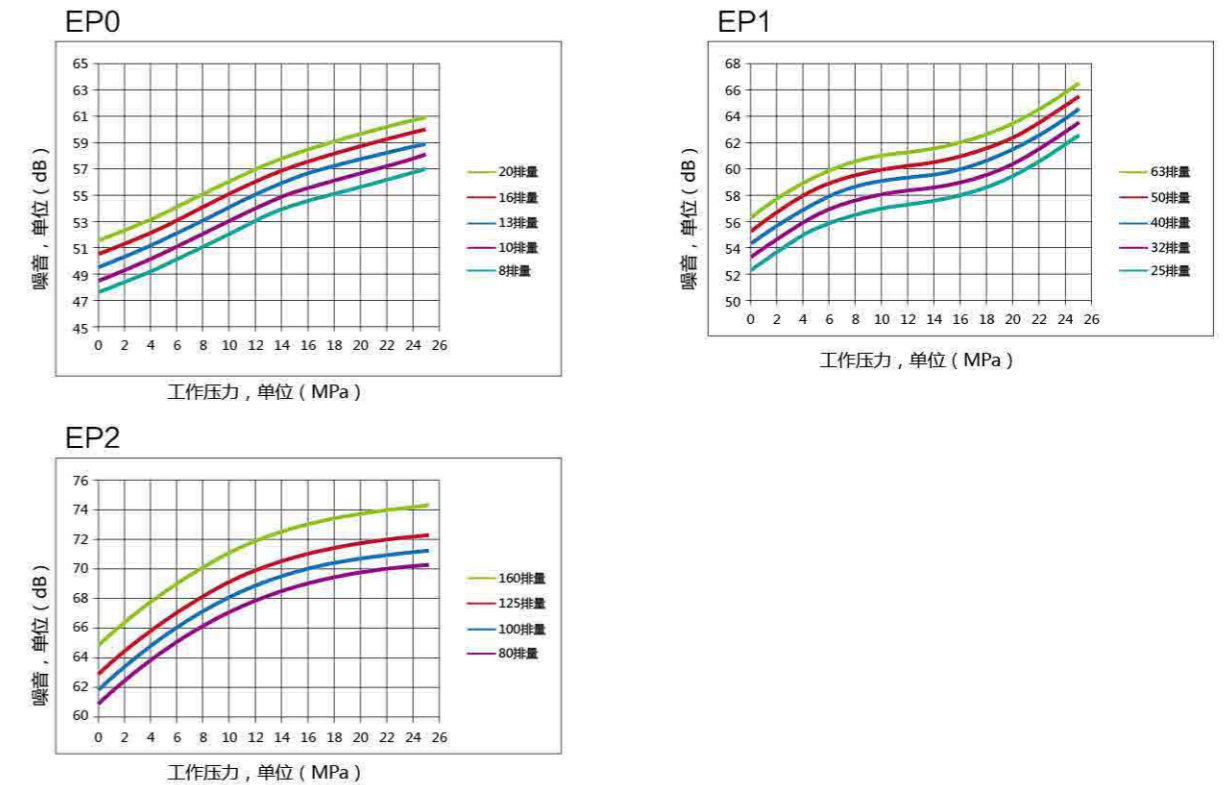 EP0
65
63
61
59
57
55
53
51
49
47
45
0 2 4 6 8 10 12 14 16 18 20 22 24 26
噪音，单位（dB）
工作压力，单位（MPa）
20排量
16排量
13排量
10排量
8排量
EP1
68
66
64
62
60
58
56
54
52
50
0 2 4 6 8 10 12 14 16 18 20 22 24 26
噪音，单位（dB）
工作压力，单位（MPa）
63排量
50排量
40排量
32排量
25排量
EP2
76
74
72
70
68
66
64
62
60
0 2 4 6 8 10 12 14 16 18 20 22 24 26
噪音，单位（dB）
工作压力，单位（MPa）
160排量
125排量
100排量
80排量